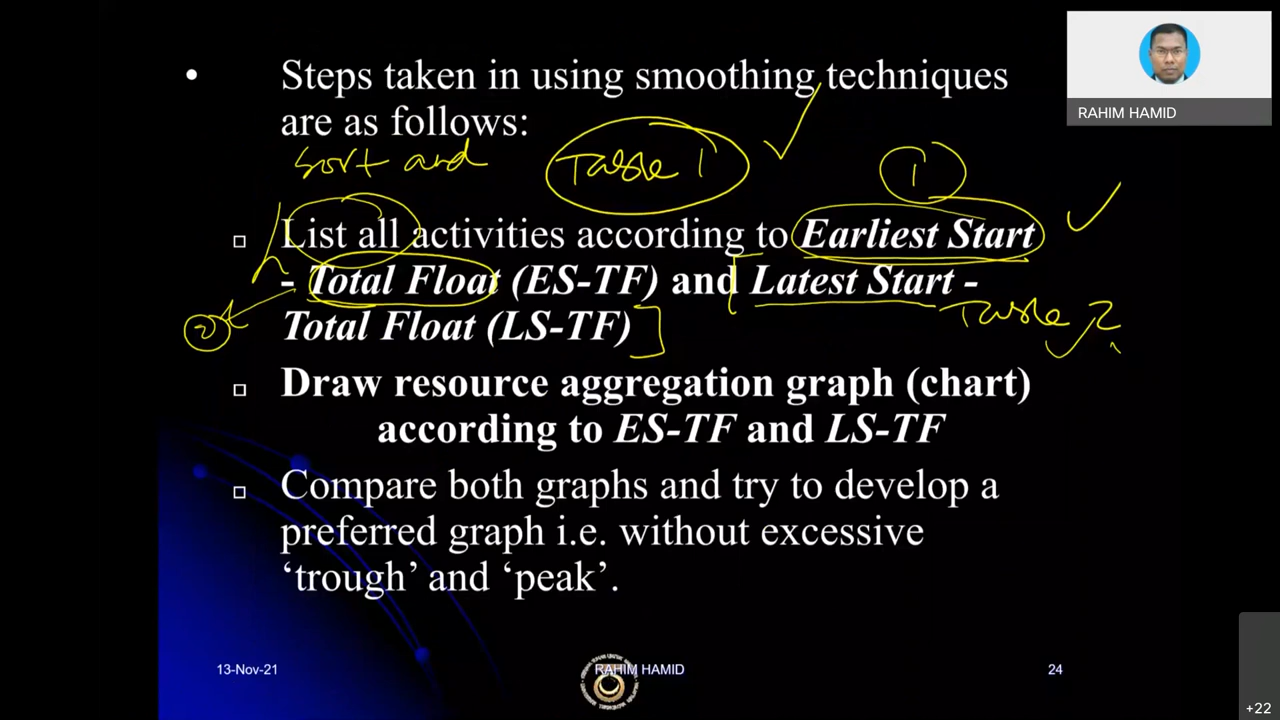 • Steps taken in using smoothing techniques
are as follows:
Sort and Table 1 1
□ List all activities according to Earliest Start
- Total Float (ES-TF) and Latest Start -
2 Total Float (LS-TF) Table 2
□ Draw resource aggregation graph (chart)
according to ES-TF and LS-TF
□ Compare both graphs and try to develop a
preferred graph i.e. without excessive
‘trough’ and ‘peak’.
13-Nov-21 RAHIM HAMID 24
RAHIM HAMID
+22